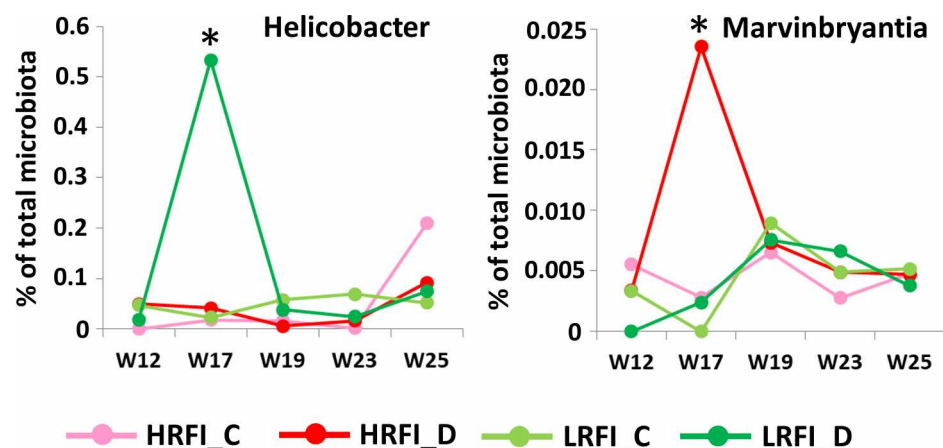 Helicobacter
*
% of total microbiota
0.6
0.5
0.4
0.3
0.2
0.1
0
W12 W17 W19 W23 W25
* Marvinbryantia
% of total microbiota
0.025
0.020
0.015
0.010
0.005
0
W12 W17 W19 W23 W25
HRFI_C HRFI_D LRFI_C LRFI_D